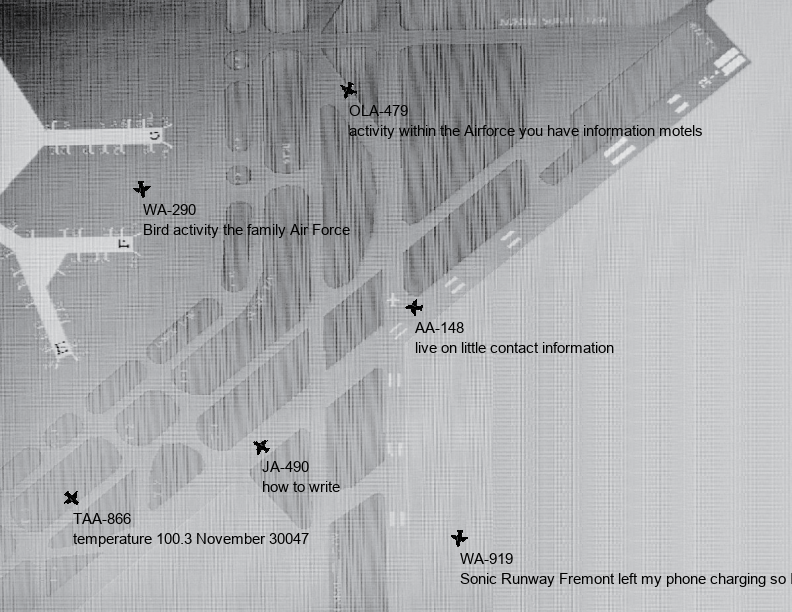 OLA-479
activity within the Airforce you have information motels
WA-290
Bird activity the family Air Force
AA-148
live on little contact information
JA-490
how to write
TAA-866
temperature 100.3 November 30047
WA-919
Sonic Runway Fremont left my phone charging so